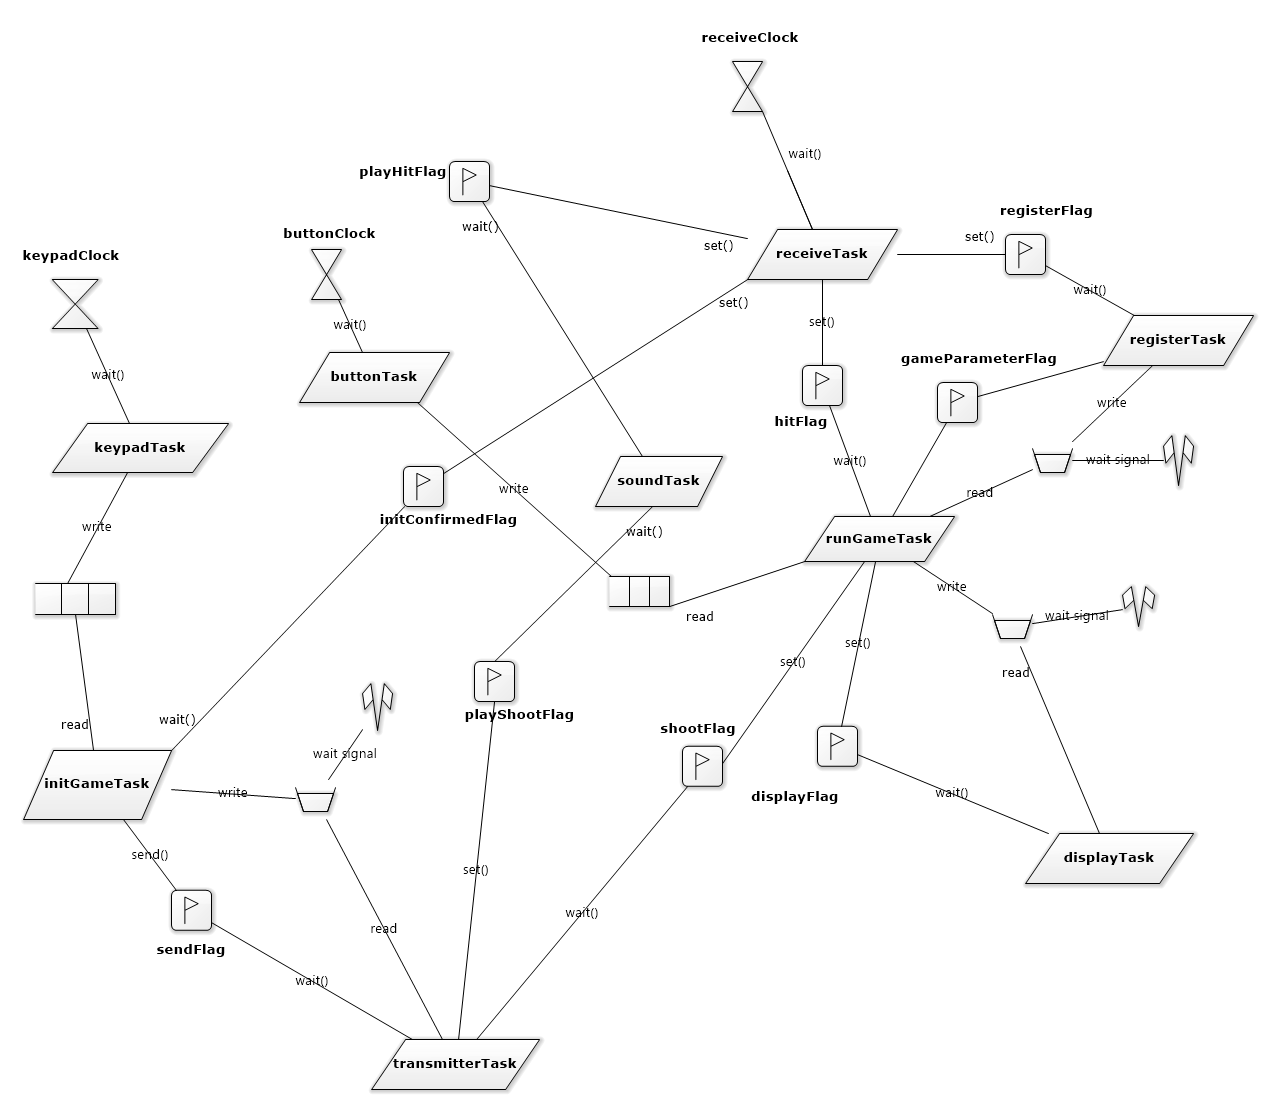 receiveClock
wait()
playHitFlag
registerFlag
wait()
buttonClock
set()
set()
receiveTask
keypadClock
wait()
set()
set()
wait()
registerTask
gameParameterFlag
wait()
buttonTask
write
hitFlag
keypadTask
wait()
wait signal
soundTask
write
read
initConfirmedFlag
write
wait()
runGameTask
write
wait signal
read
set()
set()
read
wait()
playShootFlag
read
shootFlag
wait signal
initGameTask
write
displayFlag
wait()
send()
displayTask
set()
wait()
read
sendFlag
wait()
transmitterTask